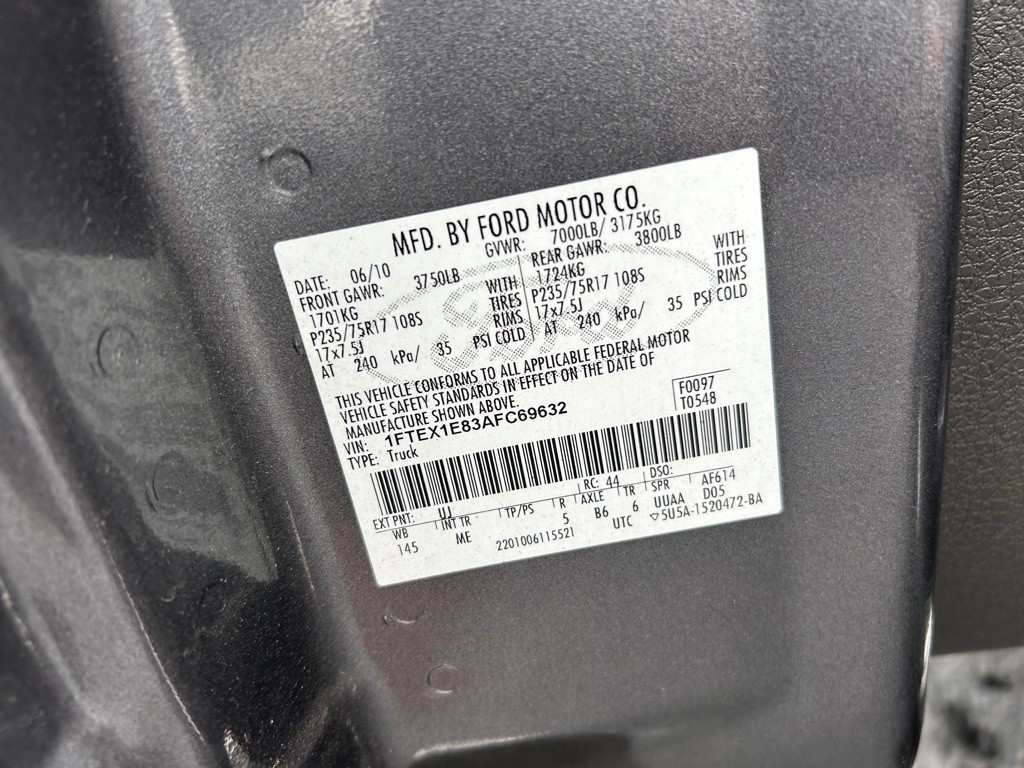 MFD. BY FORD MOTOR CO.
DATE: 06/10 GVWR: 7000LB/ 3175KG
FRONT GAWR: 3750LB REAR GAWR: 3800LB
1701KG WITH 1724KG WITH
P235/75R17 108S TIRES P235/75R17 108S TIRES
17x7.5J RIMS 17x7.5J RIMS
AT 240 kPa/ 35 PSI COLD AT 240 kPa/ 35 PSI COLD
THIS VEHICLE CONFORMS TO ALL APPLICABLE FEDERAL MOTOR
VEHICLE SAFETY STANDARDS IN EFFECT ON THE DATE OF
MANUFACTURE SHOWN ABOVE.
VIN: 1FTEX1E83AFC69632 F0097
TYPE: Truck T0548
EXT PNT: UJ RC: 44 DSO:
WB INT TR TP/PS R AXLE TR SPR AF614
145 ME 5 B6 6 UUAA D05
2201006115521 UTC ▽5U5A-1520472-BA